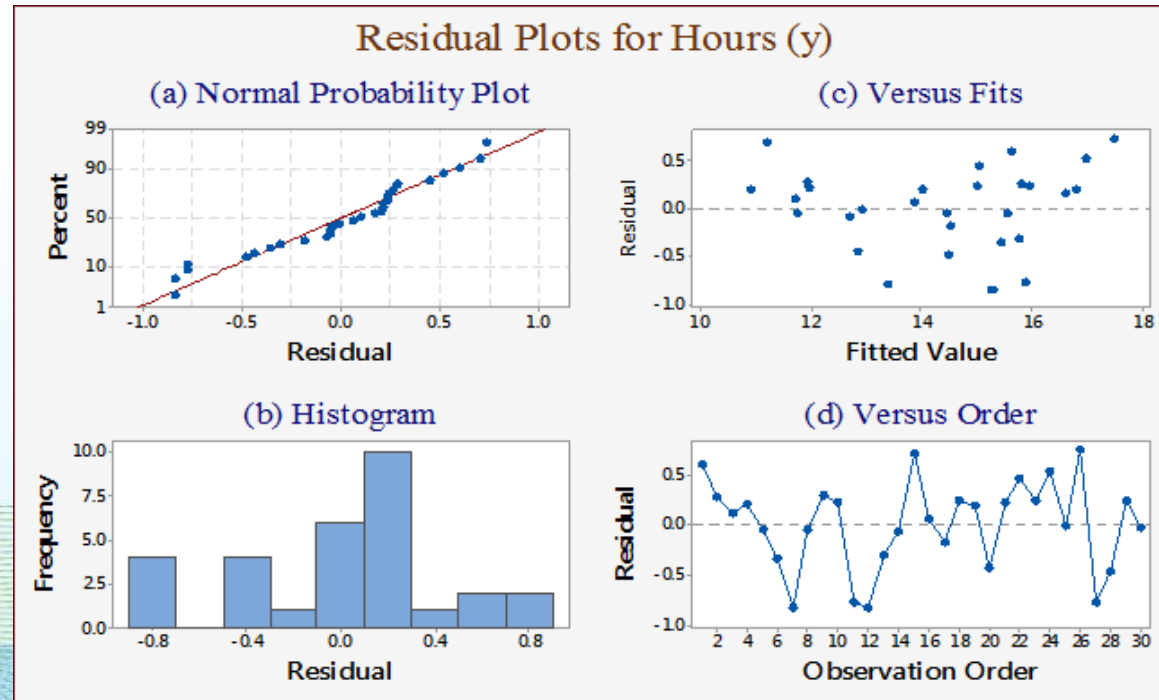 Residual Plots for Hours (y)
(a) Normal Probability Plot
99
90
50
10
1
Percent
-1.0 -0.5 0.0 0.5 1.0
Residual
(c) Versus Fits
0.5
0.0
-0.5
-1.0
Residual
10 12 14 16 18
Fitted Value
(b) Histogram
10.0
7.5
5.0
2.5
0.0
Frequency
-0.8 -0.4 0.0 0.4 0.8
Residual
(d) Versus Order
0.5
0.0
-0.5
-1.0
Residual
2 4 6 8 10 12 14 16 18 20 22 24 26 28 30
Observation Order